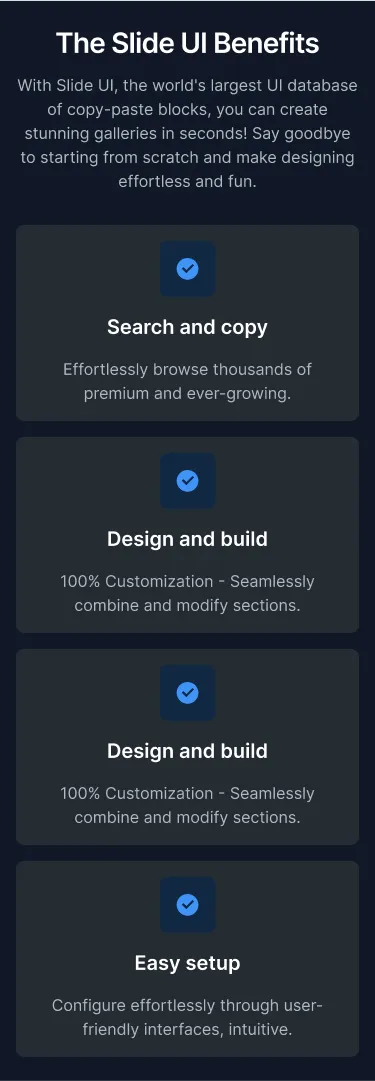 The Slide UI Benefits
With Slide UI, the world's largest UI database
of copy-paste blocks, you can create
stunning galleries in seconds! Say goodbye
to starting from scratch and make designing
effortless and fun.
Search and copy
Effortlessly browse thousands of
premium and ever-growing.
Design and build
100% Customization - Seamlessly
combine and modify sections.
Design and build
100% Customization - Seamlessly
combine and modify sections.
Easy setup
Configure effortlessly through user-
friendly interfaces, intuitive.